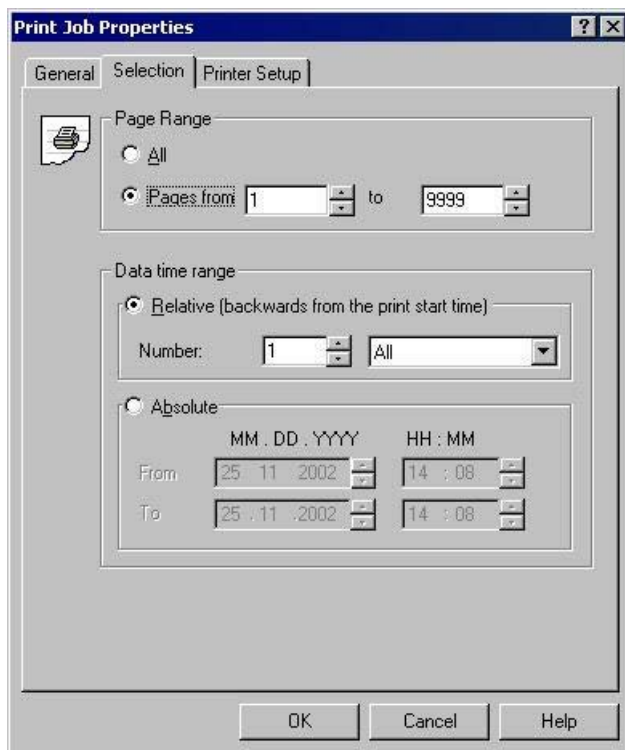 Print Job Properties
General Selection Printer Setup
Page Range
All
Pages from 1 to 9999
Data time range
Relative (backwards from the print start time)
Number: 1 All
Absolute
MM . DD . YYYY HH : MM
From 25 11 2002 14 : 08
To 25 . 11 .2002 14 : 08
OK Cancel Help